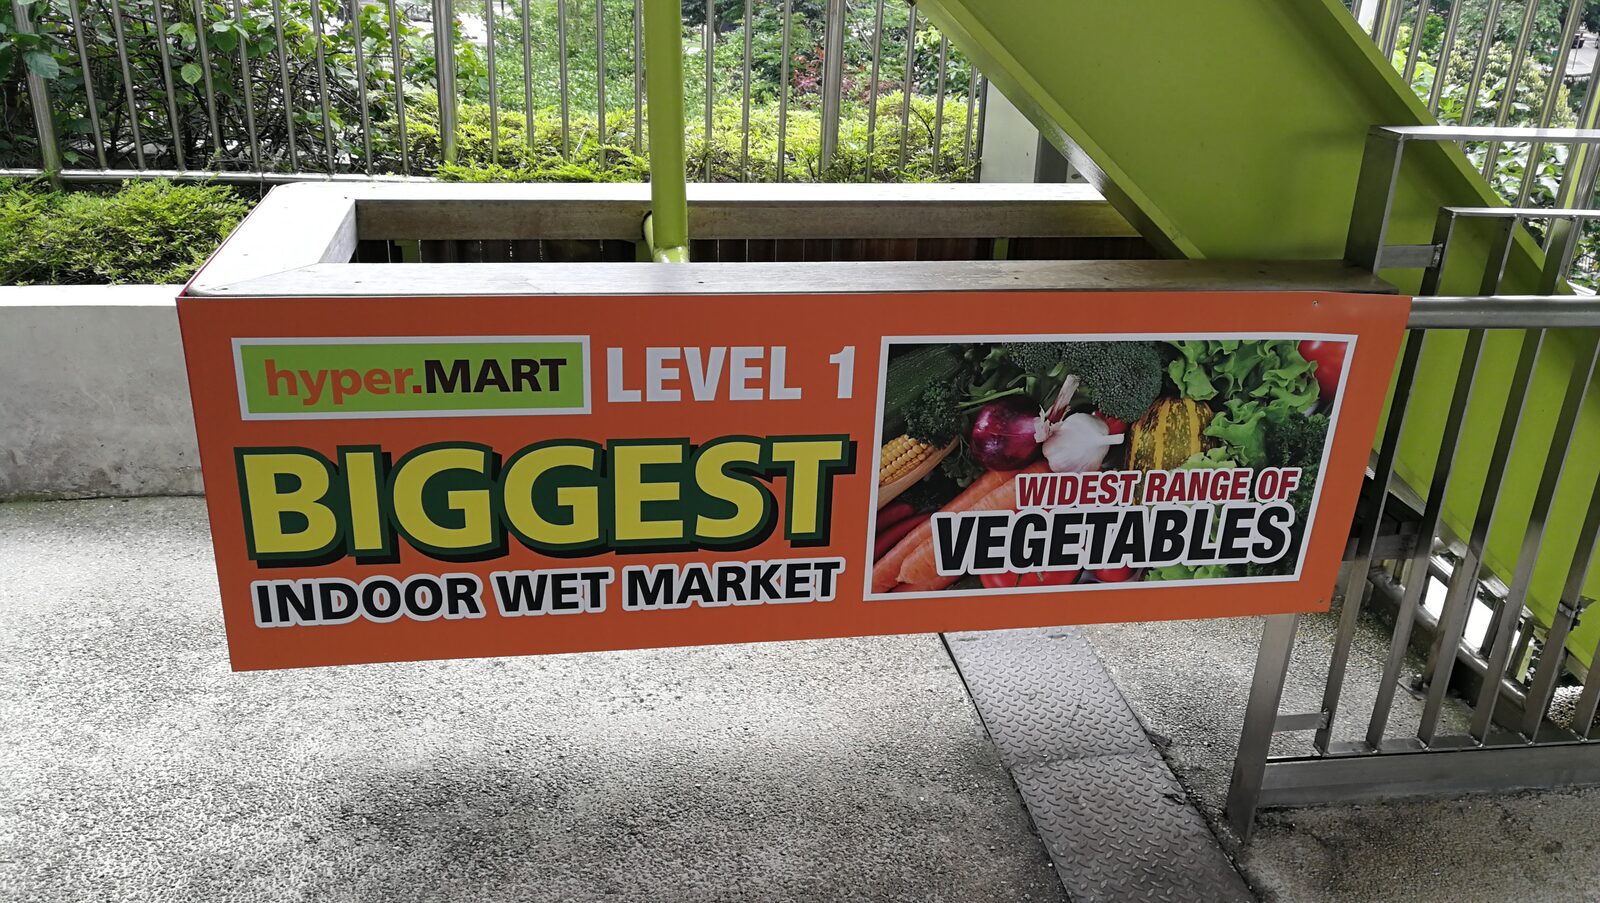 hyper.MART LEVEL 1
BIGGEST
INDOOR WET MARKET
WIDEST RANGE OF
VEGETABLES